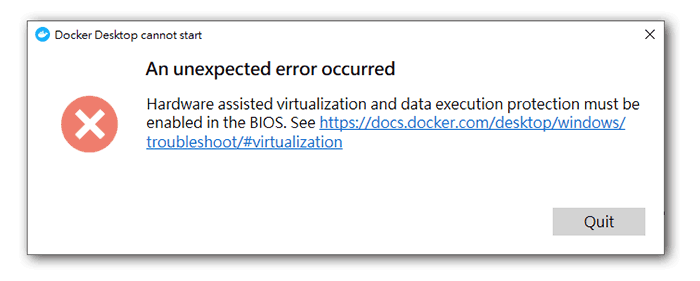 Docker Desktop cannot start
An unexpected error occurred
Hardware assisted virtualization and data execution protection must be
enabled in the BIOS. See https://docs.docker.com/desktop/windows/
troubleshoot/#virtualization
Quit